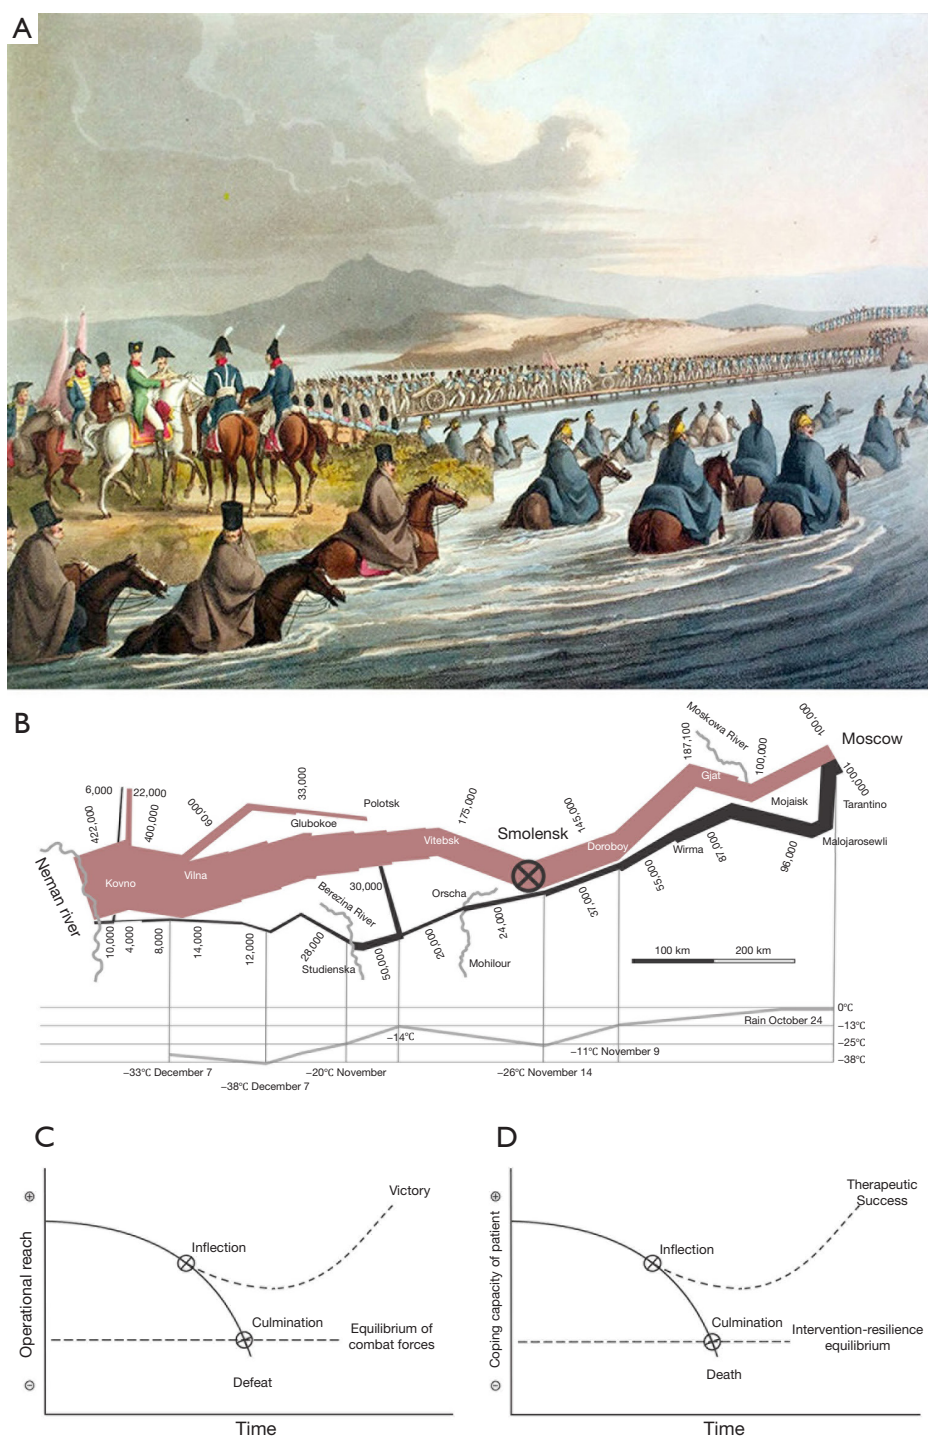 A
B
Moskowa River
187,100
100,000
100,000
Moscow
6,000
22,000
33,000
Gjat
100,000
422,000
400,000
60,000
Polotsk
Glubokoe
175,000
145,000
Mojaisk
Tarantino
Smolensk
Vitebsk
Doroboy
Wirma
87,000
Malojarosewli
96,000
Neman river
Kovno
Vilna
Berezina River
30,000
Orscha
55,000
37,000
24,000
10,000
4,000
8,000
14,000
12,000
28,000
Studienska
50,000
20,000
Mohilour
100 km
200 km
0°C
Rain October 24
−13°C
−14°C
−25°C
−11°C November 9
−38°C
−33°C December 7
−20°C November
−26°C November 14
−38°C December 7
C
Operational reach
+
−
Victory
Inflection
Culmination
Equilibrium of
combat forces
Defeat
Time
D
Coping capacity of patient
+
−
Therapeutic
Success
Inflection
Culmination
Intervention-resilience
equilibrium
Death
Time